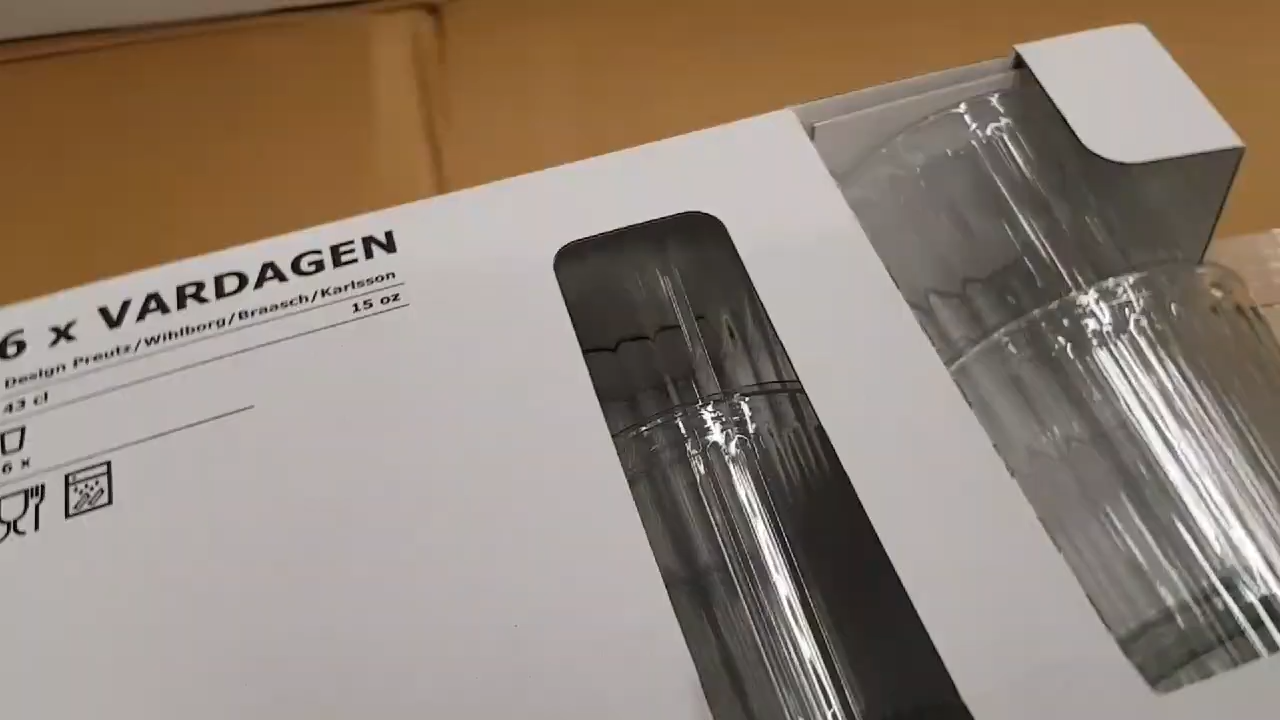 6 x VARDAGEN
Design Preutz/Wihlborg/Braasch/Karlsson
43 cl 15 oz
6 x